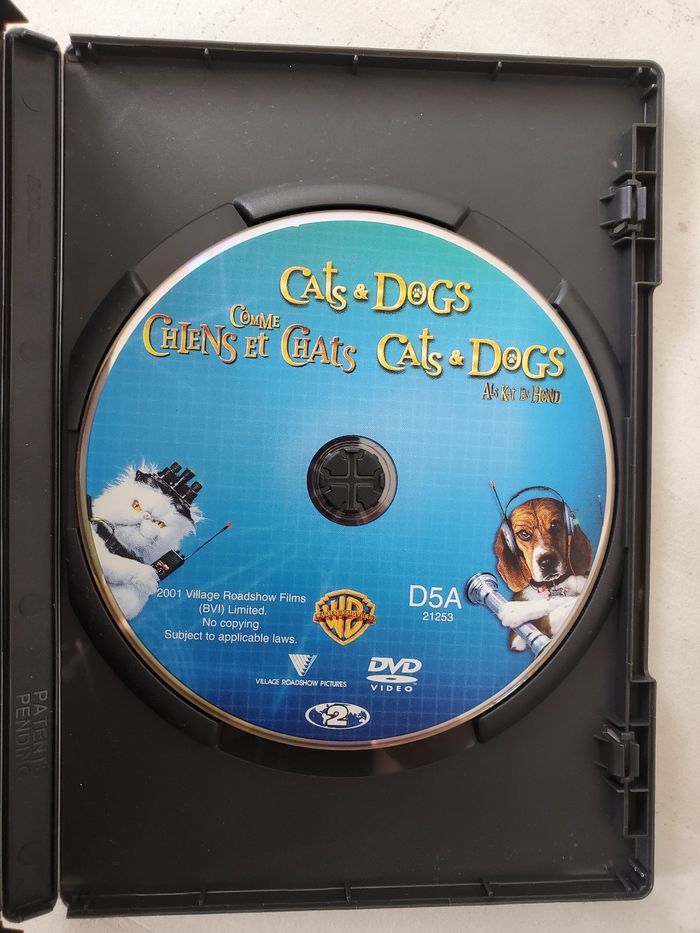 CATS & DOGS
COMME
CHIENS ET CHATS
CATS & DOGS
ALS KAT EN HOND
2001 Village Roadshow Films
(BVI) Limited.
No copying.
Subject to applicable laws.
WB
D5A
21253
VILLAGE ROADSHOW PICTURES
DVD
VIDEO
2
PATENT
PENDING